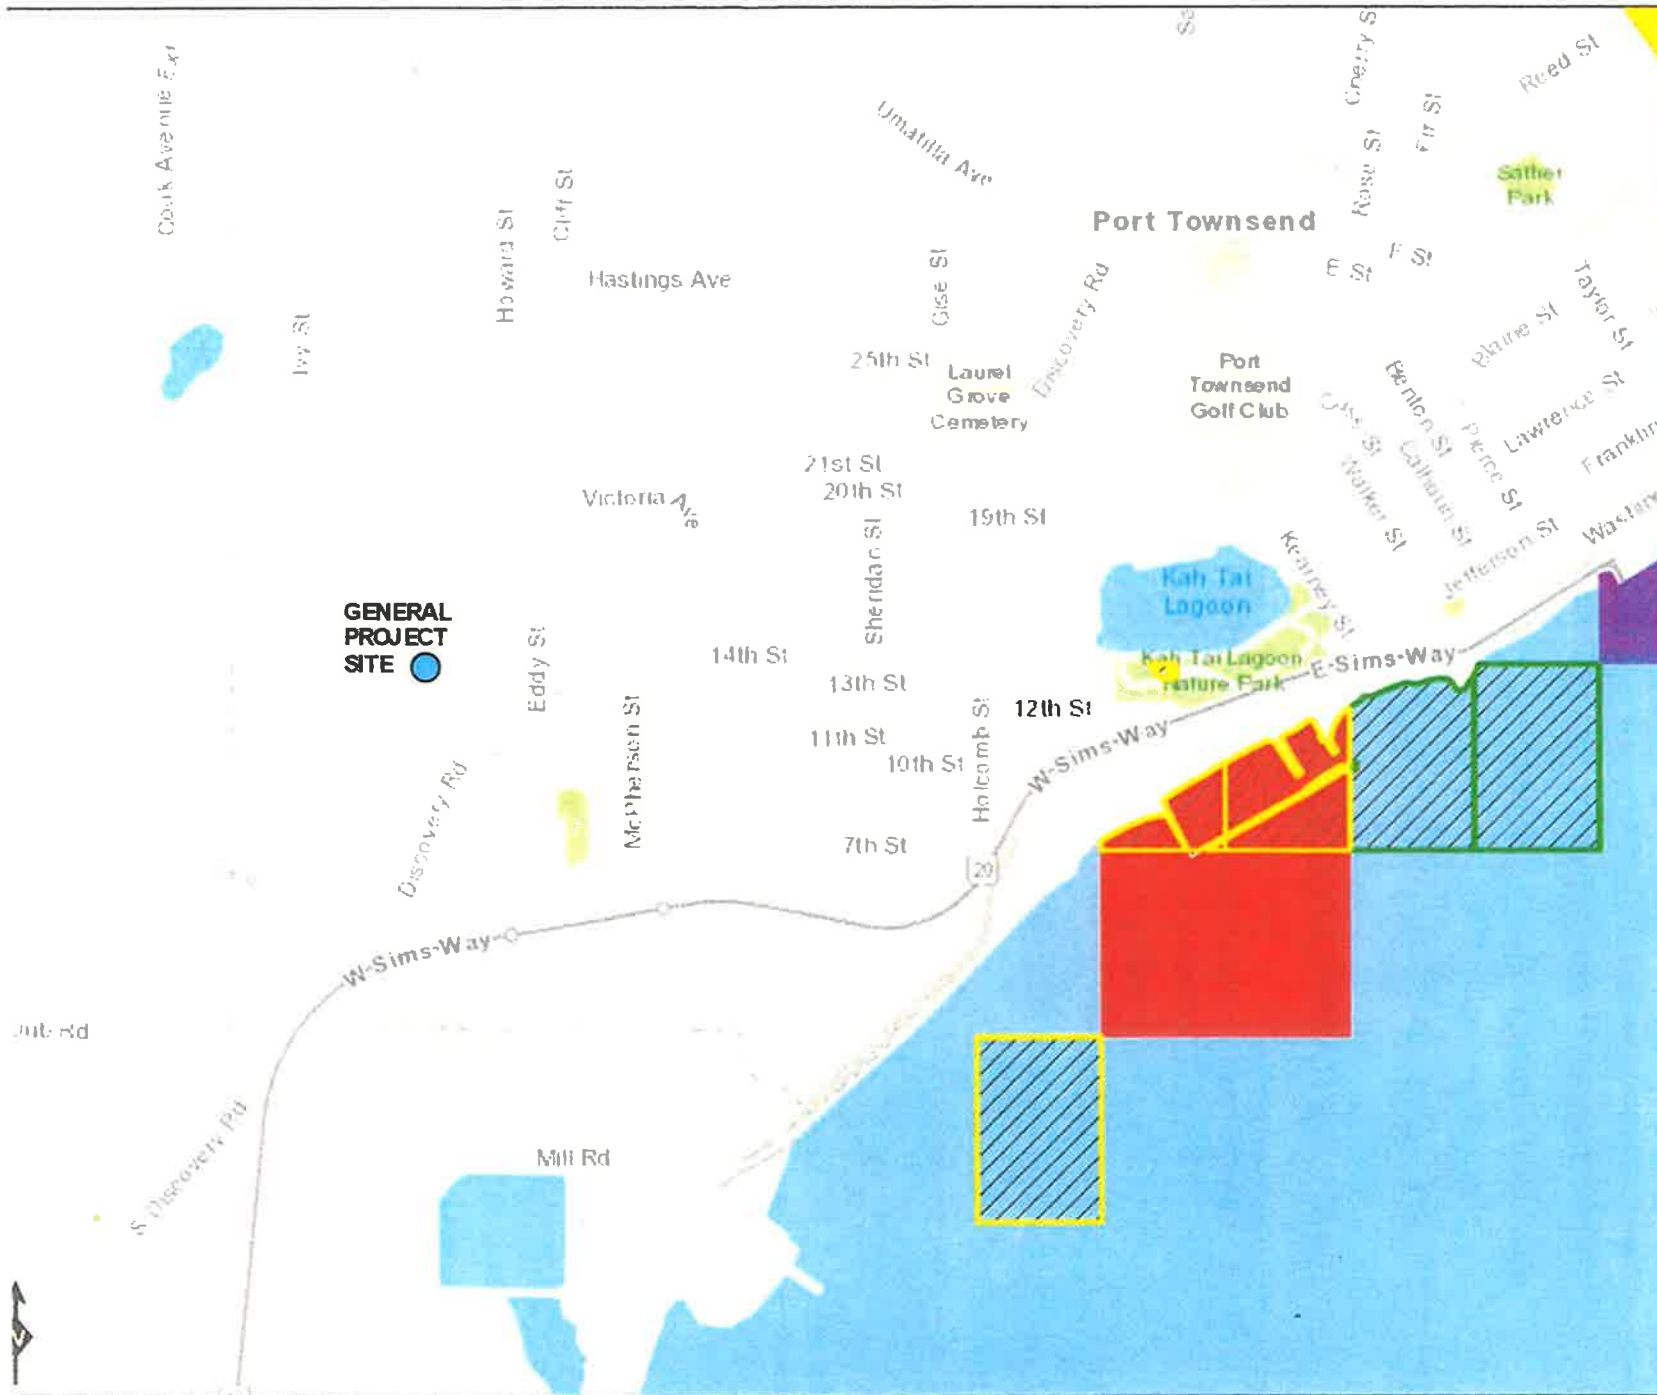 Umatilla Ave
Cherry S
Rose St
Fir St
Reed St
Sather
Park
Port Townsend
Howard St
Cliff St
Hastings Ave
Gise St
Discovery Rd
E St
F St
Taylor St
Ivy St
25th St
Laurel
Grove
Cemetery
Port
Townsend
Golf Club
Blaine St
Benton St
Cass St
Walker St
Calhoun St
Pierce St
Lawrence St
Franklin
Jefferson St
21st St
20th St
Victoria Ave
19th St
Sheridan St
Kearney St
Kah Tai
Lagoon
GENERAL
PROJECT
SITE
Eddy St
14th St
13th St
Kah Tai Lagoon
Nature Park
E-Sims-Way
12th St
McPherson St
11th St
10th St
Holcomb St
W-Sims-Way
Discovery Rd
7th St
20
W-Sims-Way
S Discovery Rd
Mill Rd